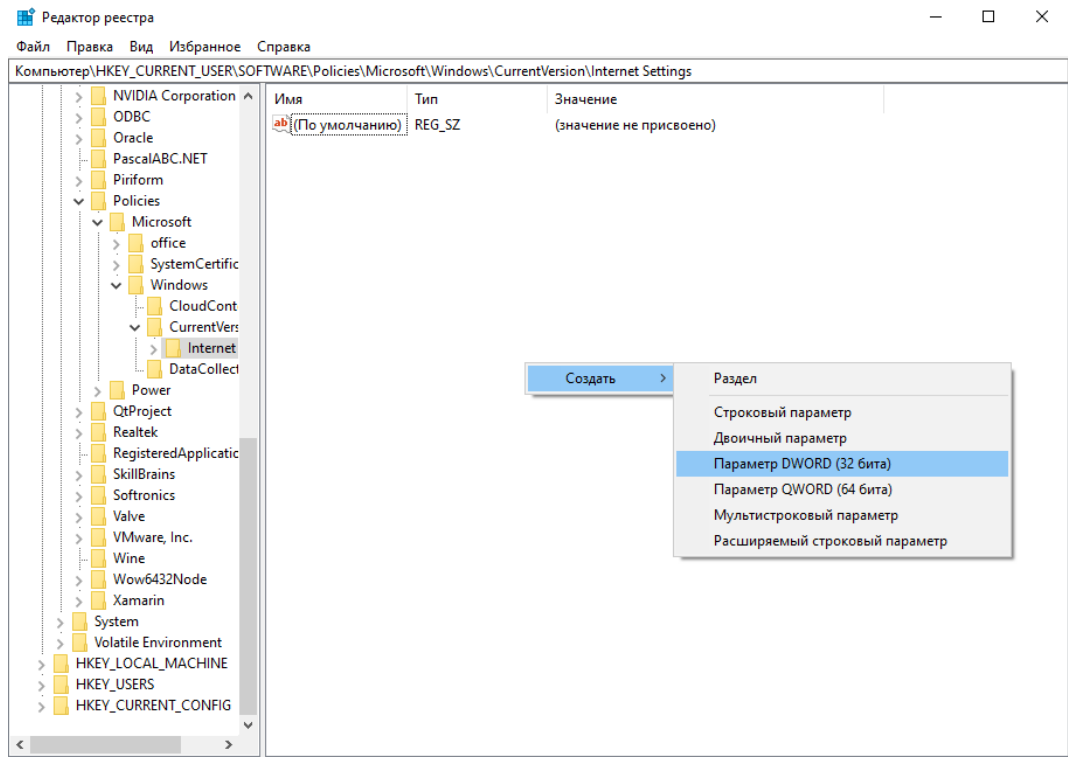 Редактор реестра
Файл Правка Вид Избранное Справка
Компьютер\HKEY_CURRENT_USER\SOFTWARE\Policies\Microsoft\Windows\CurrentVersion\Internet Settings
NVIDIA Corporation
ODBC
Oracle
PascalABC.NET
Piriform
Policies
Microsoft
office
SystemCertific
Windows
CloudCont
CurrentVers
Internet
DataCollect
Power
QtProject
Realtek
RegisteredApplicatic
SkillBrains
Softronics
Valve
VMware, Inc.
Wine
Wow6432Node
Xamarin
System
Volatile Environment
HKEY_LOCAL_MACHINE
HKEY_USERS
HKEY_CURRENT_CONFIG
Имя Тип Значение
ab (По умолчанию) REG_SZ (значение не присвоено)
Создать
Раздел
Строковый параметр
Двоичный параметр
Параметр DWORD (32 бита)
Параметр QWORD (64 бита)
Мультистроковый параметр
Расширяемый строковый параметр